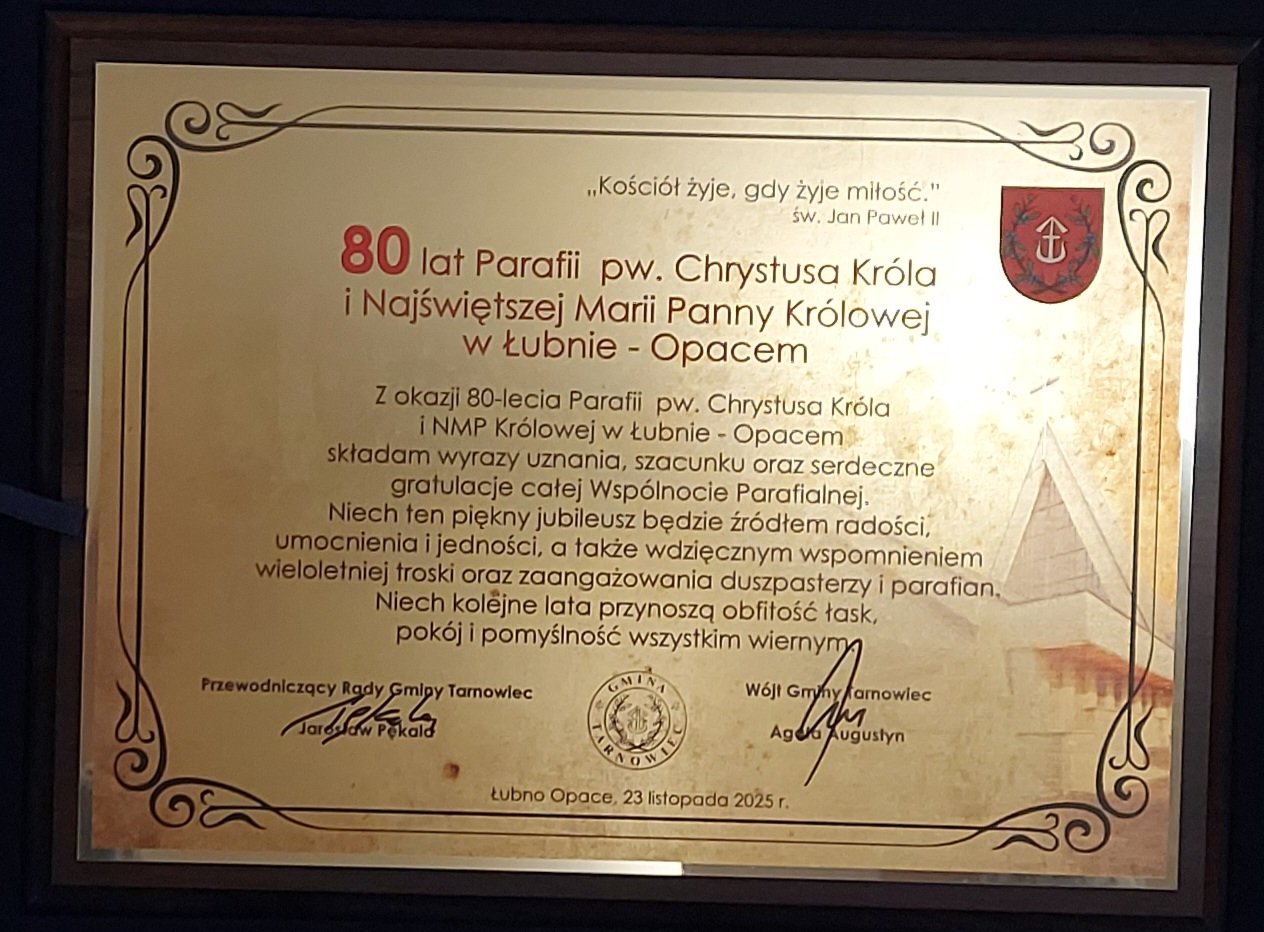 „Kościół żyje, gdy żyje miłość."
św. Jan Paweł II
80 lat Parafii pw. Chrystusa Króla
i Najświętszej Marii Panny Królowej
w Łubnie - Opacem
Z okazji 80-lecia Parafii pw. Chrystusa Króla
i NMP Królowej w Łubnie - Opacem
składam wyrazy uznania, szacunku oraz serdeczne
gratulacje całej Wspólnocie Parafialnej.
Niech ten piękny jubileusz będzie źródłem radości,
umocnienia i jedności, a także wdzięcznym wspomnieniem
wieloletniej troski oraz zaangażowania duszpasterzy i parafian.
Niech kolejne lata przynoszą obfitość łask,
pokój i pomyślność wszystkim wiernym
Przewodniczący Rady Gminy Tarnowiec
Jarosław Pękala
GMINA TARNOWIEC
Wójt Gminy Tarnowiec
Agata Augustyn
Łubno Opace, 23 listopada 2025 r.